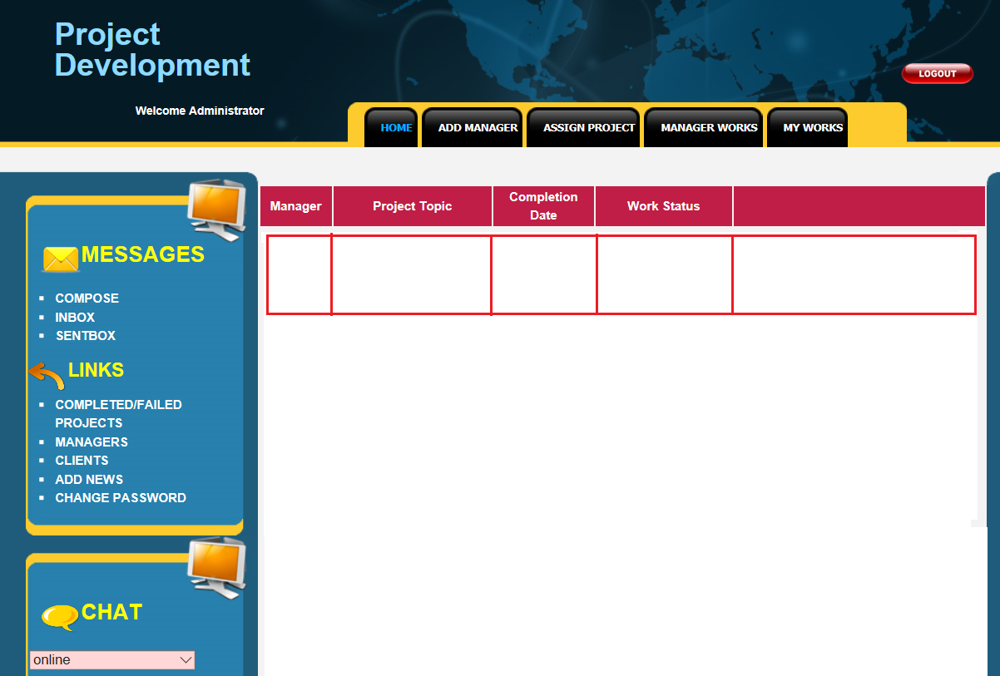 Project
Development
LOGOUT
Welcome Administrator
HOME
ADD MANAGER
ASSIGN PROJECT
MANAGER WORKS
MY WORKS
Manager
Project Topic
Completion
Date
Work Status
MESSAGES
COMPOSE
INBOX
SENTBOX
LINKS
COMPLETED/FAILED
PROJECTS
MANAGERS
CLIENTS
ADD NEWS
CHANGE PASSWORD
CHAT
online